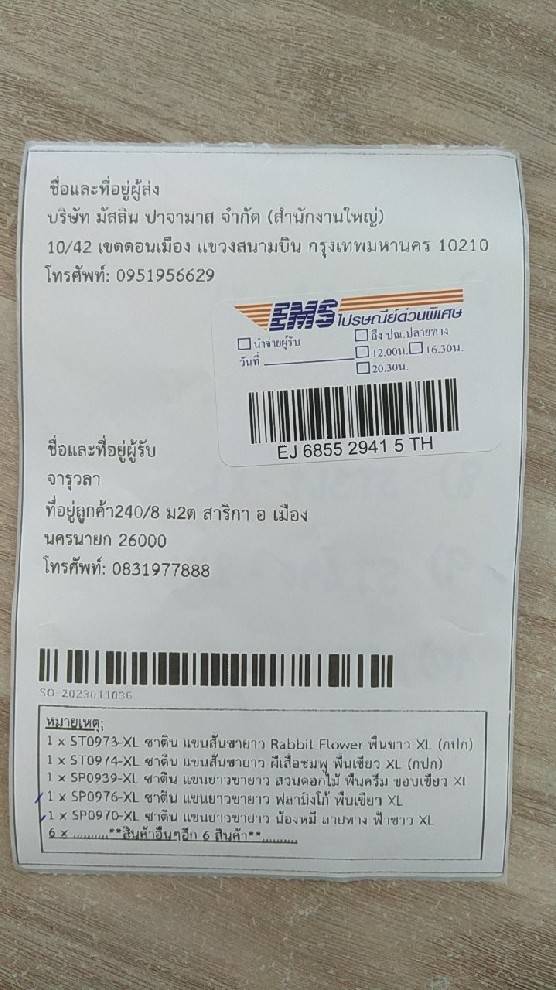 ชื่อและที่อยู่ผู้ส่ง
บริษัท มัสลิน ปาจามาส จำกัด (สำนักงานใหญ่)
10/42 เขตดอนเมือง แขวงสนามบิน กรุงเทพมหานคร 10210
โทรศัพท์: 0951956629
EMS ไปรษณีย์ด่วนพิเศษ
นำจ่ายผู้รับ
ถึง ปณ.ปลายทาง
วันที่
12.00น. 16.30น.
20.30น.
EJ 6855 2941 5 TH
ชื่อและที่อยู่ผู้รับ
จารุวลา
ที่อยู่ลูกค้า240/8 ม2ต สาริกา อ เมือง
นครนายก 26000
โทรศัพท์: 0831977888
SO-2023011036
หมายเหตุ:
1 x ST0973-XL ซาติน แขนสั้นขายาว Rabbit Flower พื้นขาว XL (กปก)
1 x ST0974-XL ซาติน แขนสั้นขายาว ผีเสื้อชมพู พื้นเขียว XL (กปก)
1 x SP0939-XL ซาติน แขนยาวขายาว สวนดอกไม้ พื้นครีม ขอบเขียว XL
1 x SP0976-XL ซาติน แขนยาวขายาว ฟลามิงโก้ พื้นเขียว XL
1 x SP0970-XL ซาติน แขนยาวขายาว น้องหมี ลายทาง ฟ้าขาว XL
6 x ..........**สินค้าอื่นๆอีก 6 สินค้า**..........